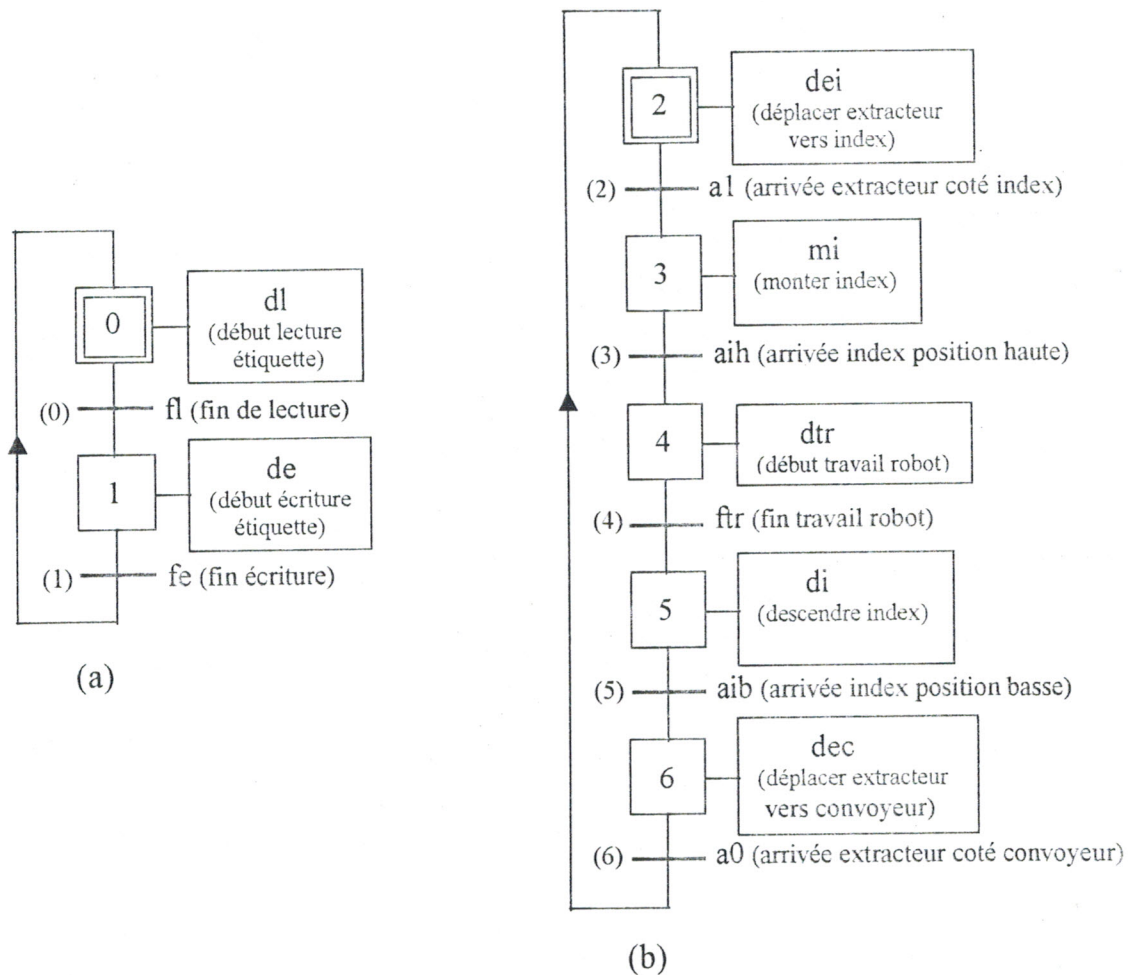 0
dl
(début lecture
étiquette)
(0)
fl (fin de lecture)
1
de
(début écriture
étiquette)
(1)
fe (fin écriture)
(a)
2
dei
(déplacer extracteur
vers index)
(2)
a1 (arrivée extracteur coté index)
3
mi
(monter index)
(3)
aih (arrivée index position haute)
4
dtr
(début travail robot)
(4)
ftr (fin travail robot)
5
di
(descendre index)
(5)
aib (arrivée index position basse)
6
dec
(déplacer extracteur
vers convoyeur)
(6)
a0 (arrivée extracteur coté convoyeur)
(b)